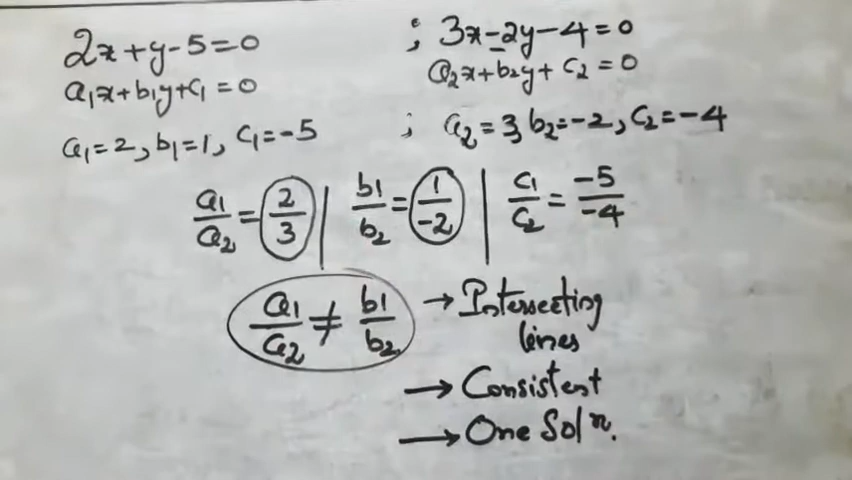 2x+y-5=0 ; 3x-2y-4=0
a₁x+b₁y+c₁=0 a₂x+b₂y+c₂=0
a₁=2, b₁=1, c₁=-5 ; a₂=3, b₂=-2, c₂=-4
a₁/a₂ = 2/3 | b₁/b₂ = 1/-2 | c₁/c₂ = -5/-4
a₁/a₂ ≠ b₁/b₂ → Intersecting
lines
→ Consistent
→ One Solⁿ.